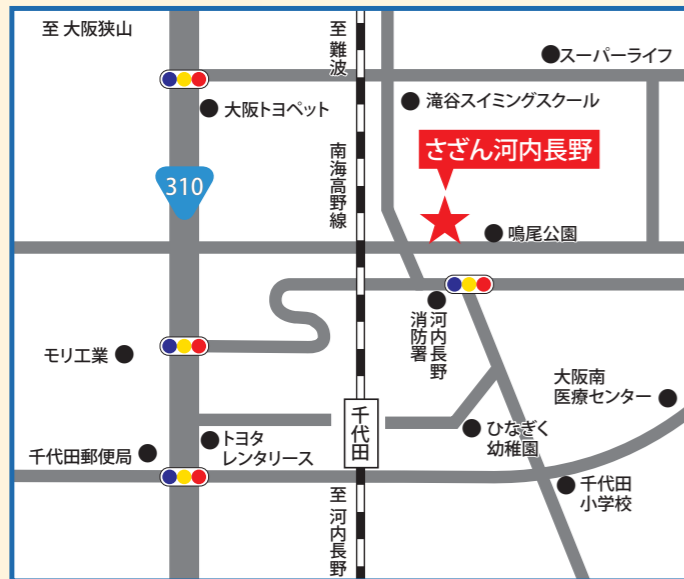 至 大阪狭山
至 難波
スーパーライフ
大阪トヨペット
滝谷スイミングスクール
南海高野線
さざん河内長野
310
鳴尾公園
河内長野
消防署
モリ工業
大阪南
医療センター
千代田
ひなぎく
幼稚園
トヨタ
レンタリース
千代田郵便局
千代田
小学校
至 河内長野